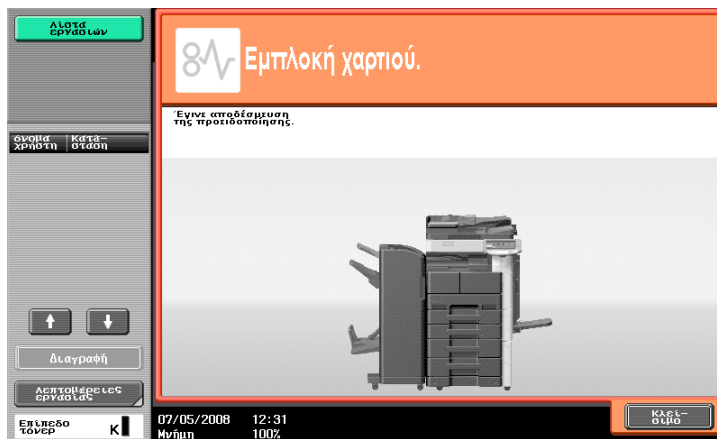 Λίστα
εργασιών
Εμπλοκή χαρτιού.
Έγινε αποδέσμευση
της προειδοποίησης.
όνομα Κατά-
χρήστη σταση
Διαγραφή
Λεπτομέρειες
εργασίας
Επίπεδο
τόνερ K
07/05/2008 12:31
Μνήμη 100%
Κλεί-
σιμο